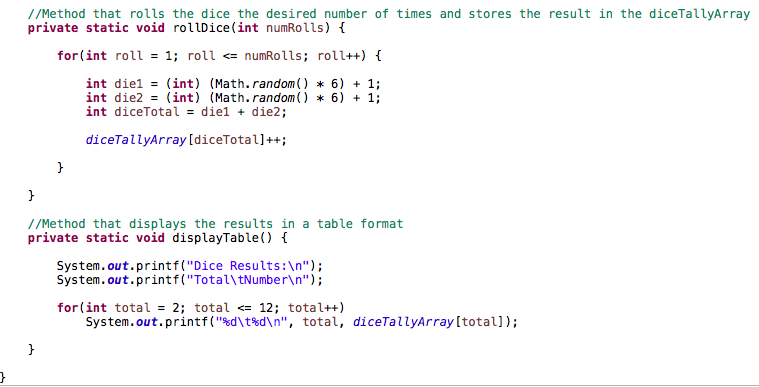 //Method that rolls the dice the desired number of times and stores the result in the diceTallyArray
private static void rollDice(int numRolls) {
for(int roll = 1; roll <= numRolls; roll++) {
int die1 = (int) (Math.random() * 6) + 1;
int die2 = (int) (Math.random() * 6) + 1;
int diceTotal = die1 + die2;
diceTallyArray[diceTotal]++;
}
}
//Method that displays the results in a table format
private static void displayTable() {
System.out.printf("Dice Results:\n");
System.out.printf("Total\tNumber\n");
for(int total = 2; total <= 12; total++)
System.out.printf("%d\t%d\n", total, diceTallyArray[total]);
}
}